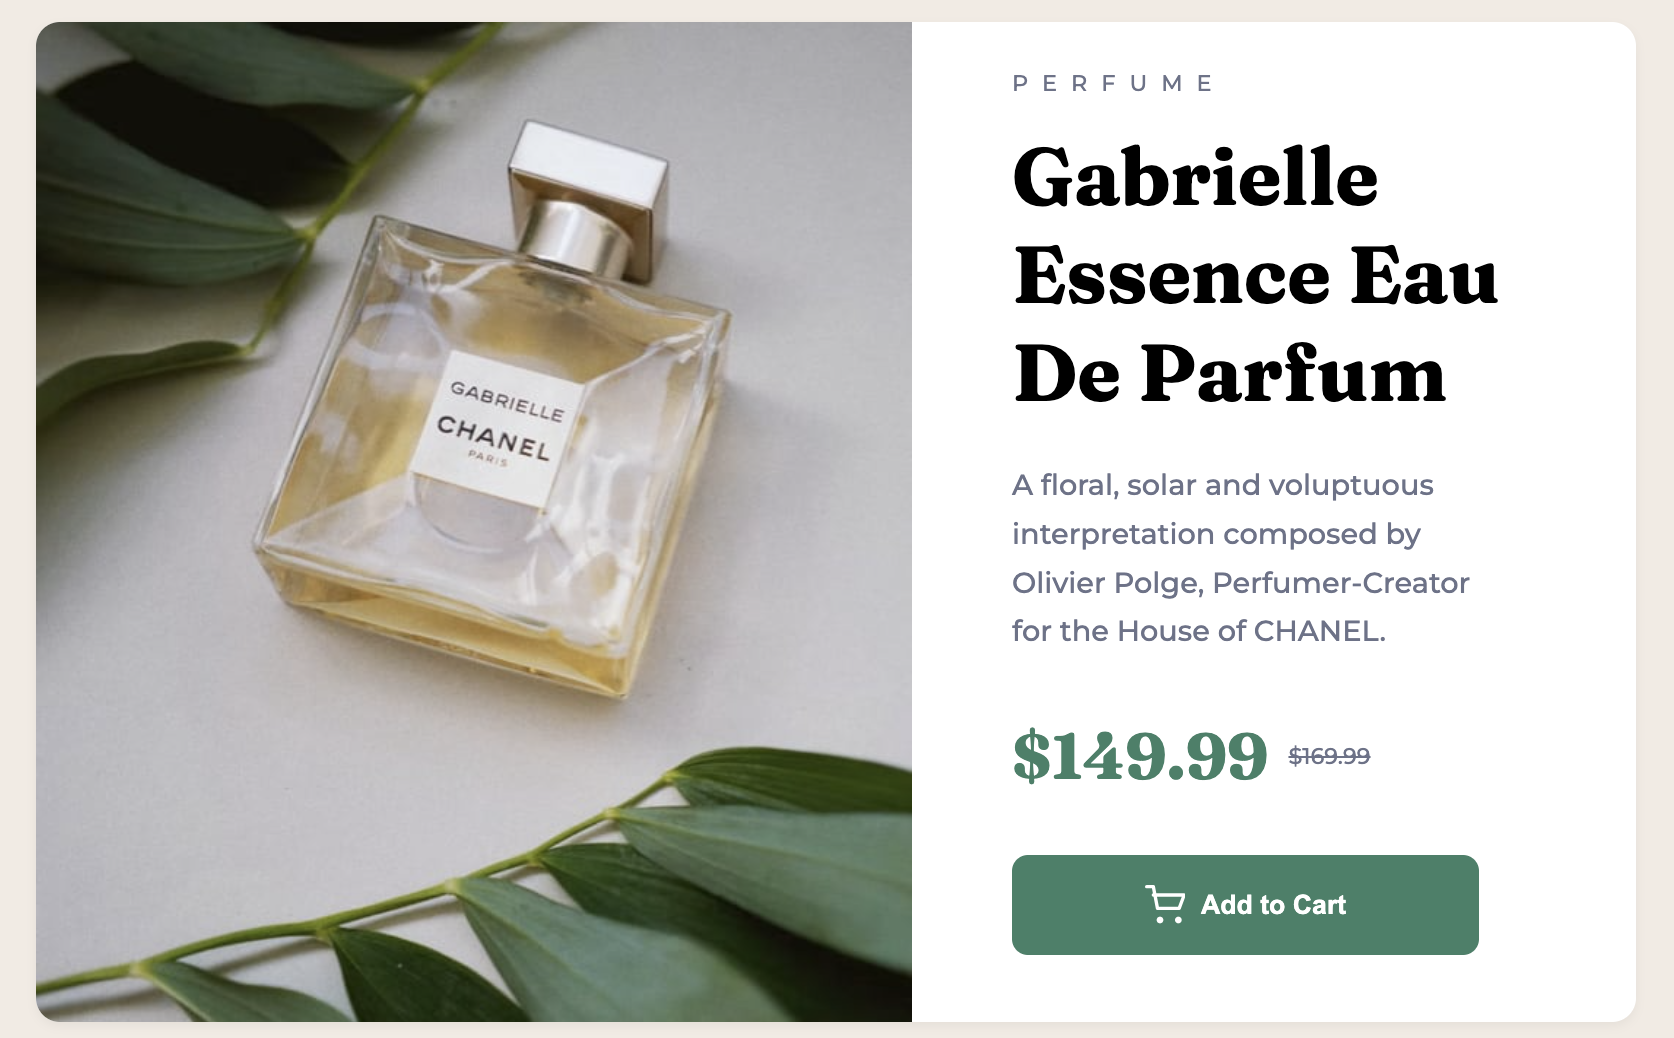 GABRIELLE
CHANEL
PARIS
PERFUME
Gabrielle
Essence Eau
De Parfum
A floral, solar and voluptuous
interpretation composed by
Olivier Polge, Perfumer-Creator
for the House of CHANEL.
$149.99 $169.99
Add to Cart